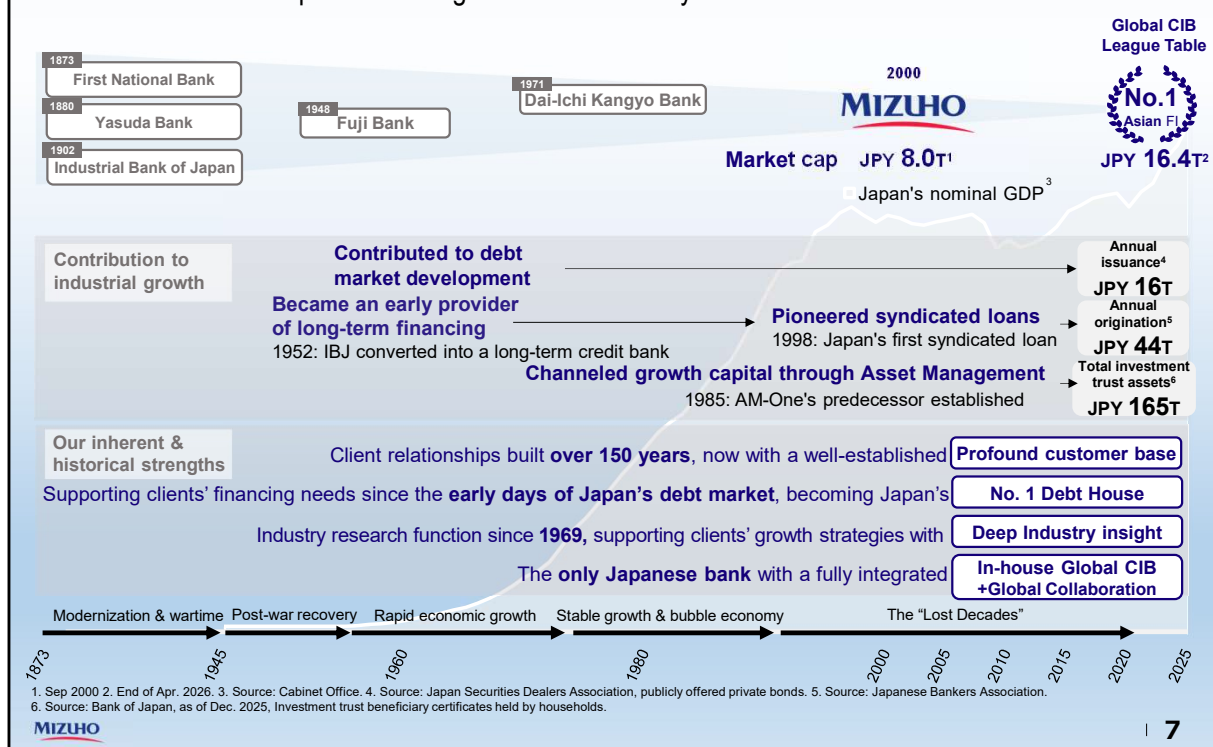 Global CIB
League Table
No.1
Asian FI
JPY 16.4T2
1873
First National Bank
1880
Yasuda Bank
1902
Industrial Bank of Japan
1948
Fuji Bank
1971
Dai-Ichi Kangyo Bank
2000
MIZUHO
Market cap JPY 8.0T1
Japan's nominal GDP3
Contribution to
industrial growth
Contributed to debt
market development
Annual
issuance4
JPY 16T
Became an early provider
of long-term financing
1952: IBJ converted into a long-term credit bank
Pioneered syndicated loans
1998: Japan's first syndicated loan
Annual
origination5
JPY 44T
Channeled growth capital through Asset Management
1985: AM-One's predecessor established
Total investment
trust assets6
JPY 165T
Our inherent &
historical strengths
Client relationships built over 150 years, now with a well-established Profound customer base
Supporting clients' financing needs since the early days of Japan's debt market, becoming Japan's No. 1 Debt House
Industry research function since 1969, supporting clients' growth strategies with Deep Industry insight
The only Japanese bank with a fully integrated In-house Global CIB
+Global Collaboration
Modernization & wartime Post-war recovery Rapid economic growth Stable growth & bubble economy The "Lost Decades"
1873 1945 1960 1980 2000 2005 2010 2015 2020 2025
1. Sep 2000 2. End of Apr. 2026. 3. Source: Cabinet Office. 4. Source: Japan Securities Dealers Association, publicly offered private bonds. 5. Source: Japanese Bankers Association.
6. Source: Bank of Japan, as of Dec. 2025, Investment trust beneficiary certificates held by households.
MIZUHO
7